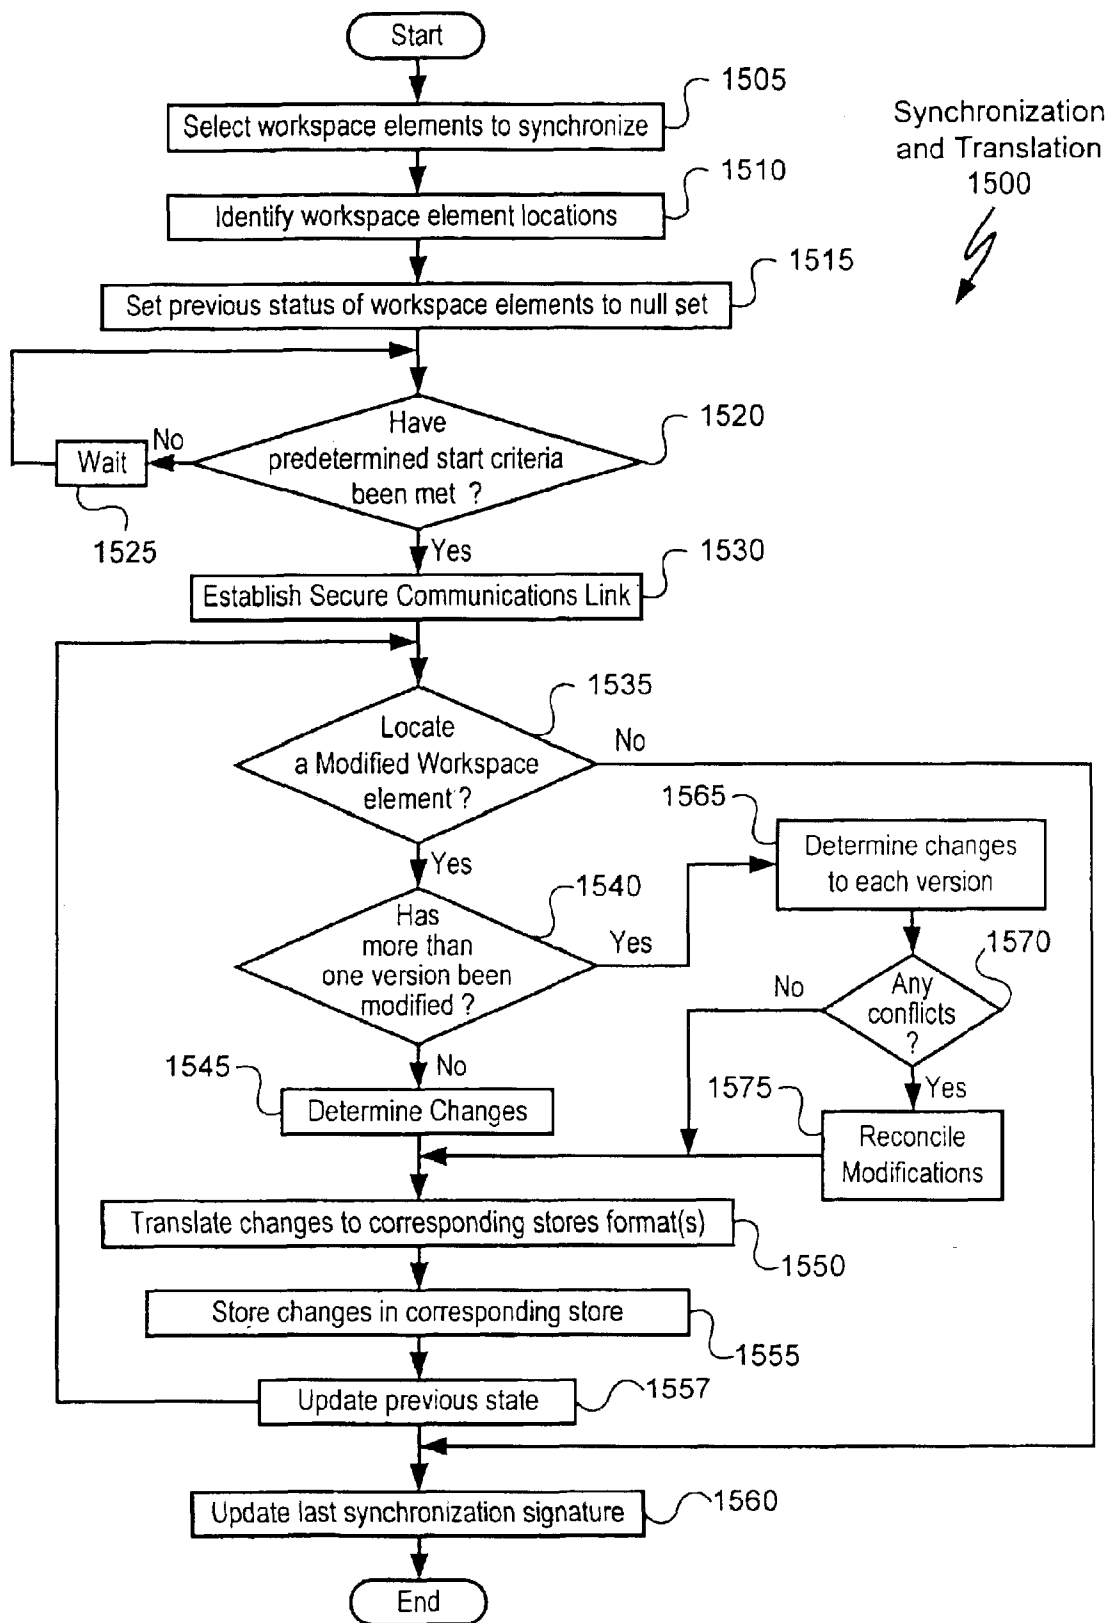 Start
1505
Select workspace elements to synchronize
Synchronization
and Translation
1500
1510
Identify workspace element locations
1515
Set previous status of workspace elements to null set
Have
predetermined start criteria
been met ?
1520
No
Wait
1525
Yes
1530
Establish Secure Communications Link
1535
Locate
a Modified Workspace
element ?
No
Yes
1565
Determine changes
to each version
1540
Has
more than
one version been
modified ?
Yes
1570
Any
conflicts
?
No
Yes
1575
Reconcile
Modifications
No
1545
Determine Changes
Translate changes to corresponding stores format(s)
1550
Store changes in corresponding store
1555
Update previous state
1557
Update last synchronization signature
1560
End